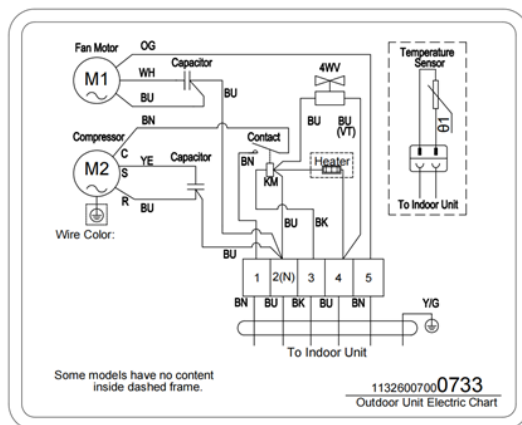 Fan Motor
OG
M1
WH
Capacitor
BU
BU
BN
4WV
BU
BU
(VT)
Temperature
Sensor
θ1
To Indoor Unit
Compressor
M2
C
S
R
YE
Capacitor
BU
Contact
BN
KM
Heater
BU
BK
BU
Wire Color:
1
2(N)
3
4
5
BN
BU
BK
BU
BN
Y/G
To Indoor Unit
Some models have no content
inside dashed frame.
11326007000733
Outdoor Unit Electric Chart